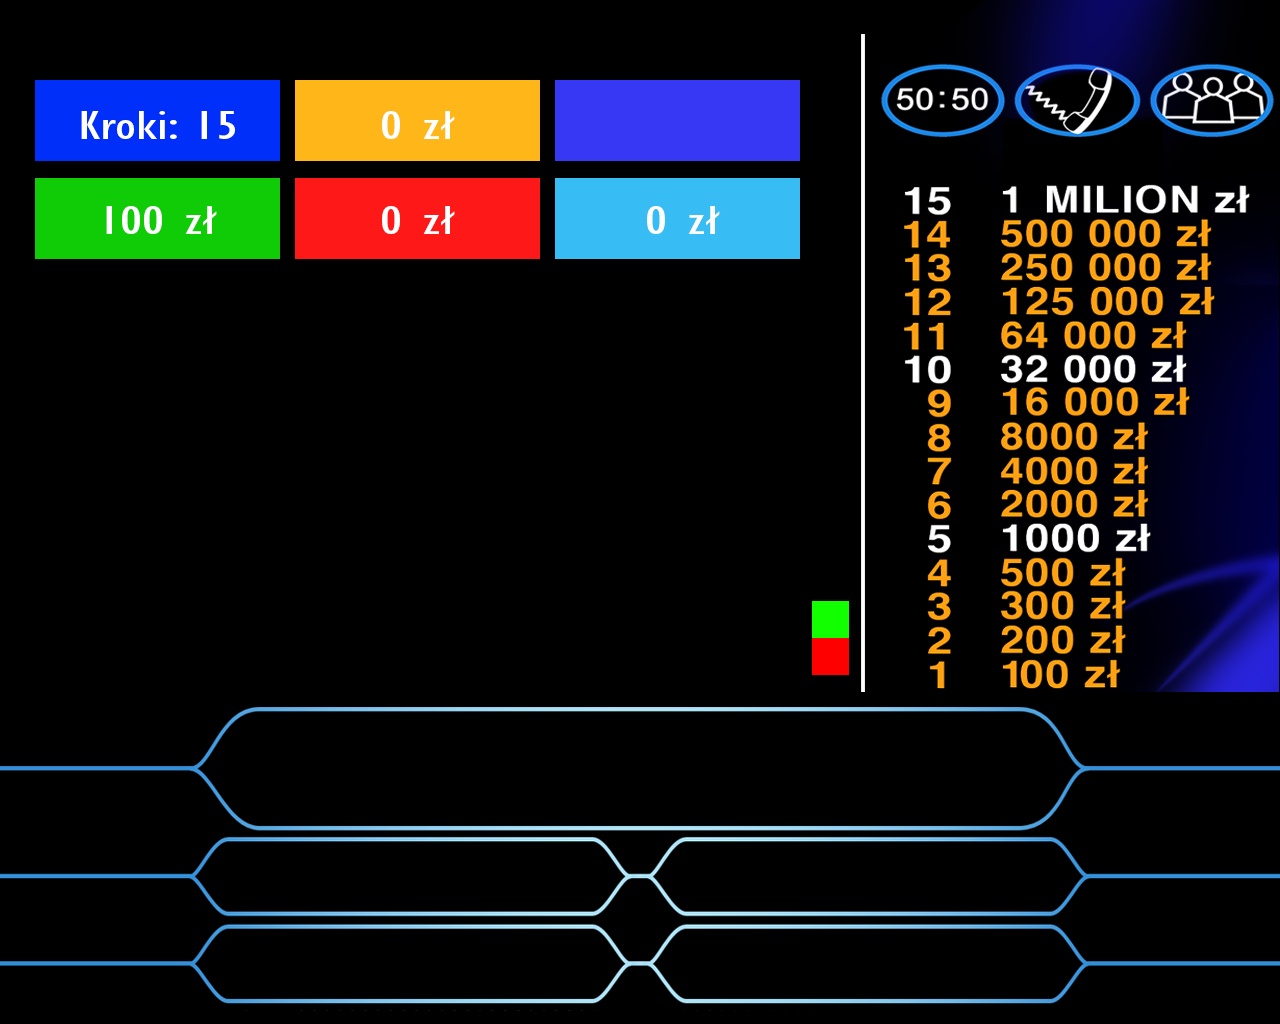 Kroki: 15
0 zł
100 zł
0 zł
0 zł
50:50
15 1 MILION zł
14 500 000 zł
13 250 000 zł
12 125 000 zł
11 64 000 zł
10 32 000 zł
9 16 000 zł
8 8000 zł
7 4000 zł
6 2000 zł
5 1000 zł
4 500 zł
3 300 zł
2 200 zł
1 100 zł